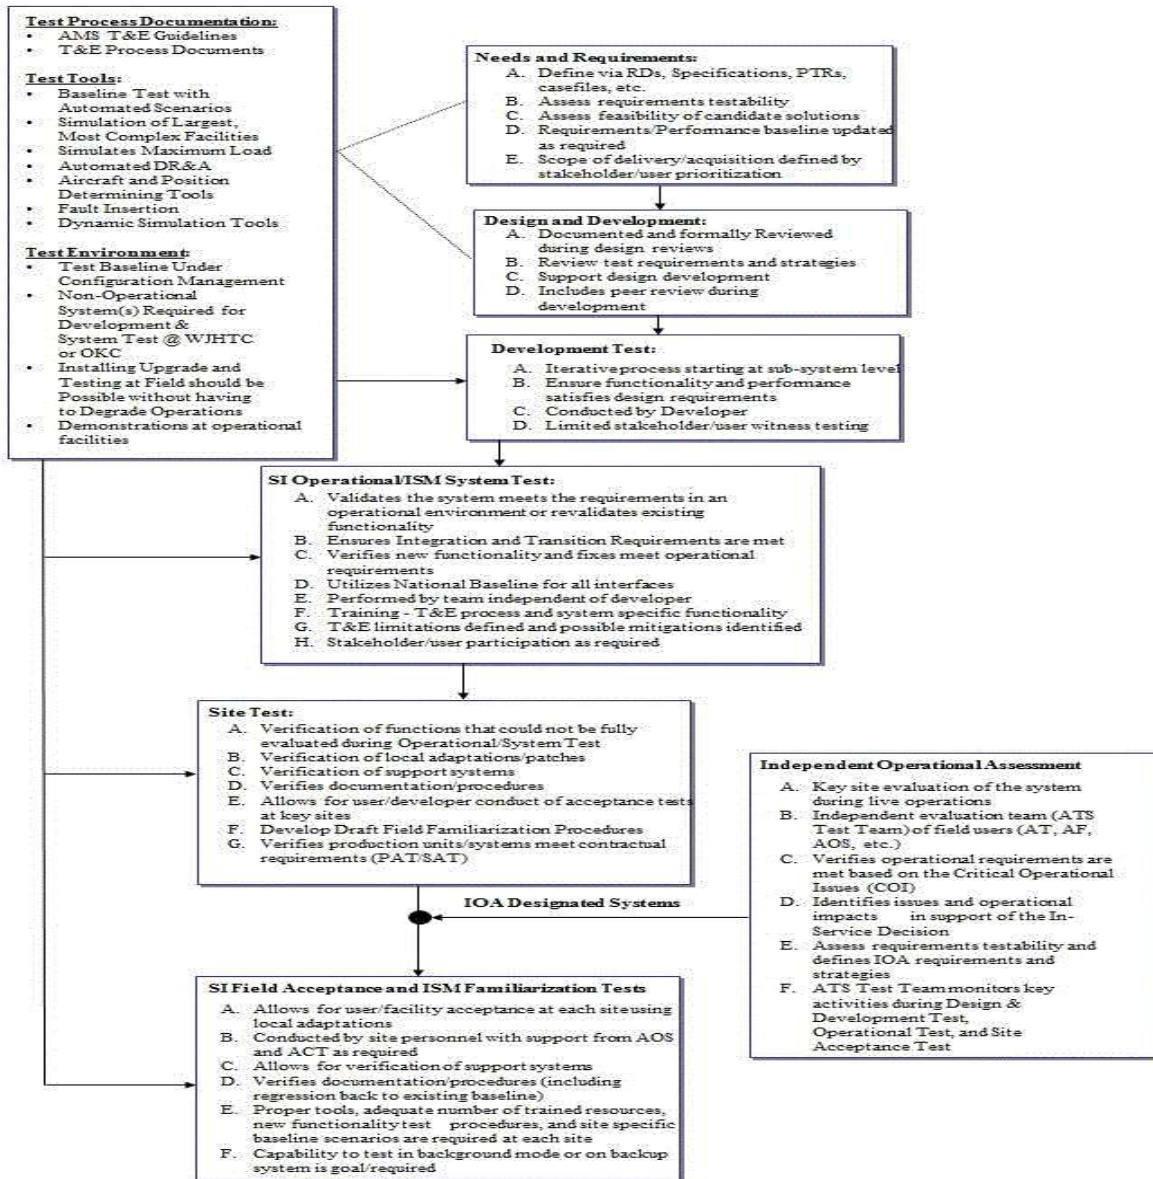 Test Process Documentation:
• AMS T&E Guidelines
• T&E Process Documents
Test Tools:
• Baseline Test with
Automated Scenarios
• Simulation of Largest,
Most Complex Facilities
• Simulates Maximum Load
• Automated DR&A
• Aircraft and Position
Determining Tools
• Fault Insertion
• Dynamic Simulation Tools
Test Environment:
• Test Baseline Under
Configuration Management
• Non-Operational
System(s) Required for
Development &
System Test @ WJHTC
or OKC
• Installing Upgrade and
Testing at Field should be
Possible without having
to Degrade Operations
• Demonstrations at operational
facilities
Needs and Requirements:
A. Define via RDs, Specifications, PTRs,
casefiles, etc.
B. Assess requirements testability
C. Assess feasibility of candidate solutions
D. Requirements/Performance baseline updated
as required
E. Scope of delivery/acquisition defined by
stakeholder/user prioritization
Design and Development:
A. Documented and formally Reviewed
during design reviews
B. Review test requirements and strategies
C. Support design development
D. Includes peer review during
development
Development Test:
A. Iterative process starting at sub-system level
B. Ensure functionality and performance
satisfies design requirements
C. Conducted by Developer
D. Limited stakeholder/user witness testing
SI Operational/ISM System Test:
A. Validates the system meets the requirements in an
operational environment or revalidates existing
functionality
B. Ensures Integration and Transition Requirements are met
C. Verifies new functionality and fixes meet operational
requirements
D. Utilizes National Baseline for all interfaces
E. Performed by team independent of developer
F. Training - T&E process and system specific functionality
G. T&E limitations defined and possible mitigations identified
H. Stakeholder/user participation as required
Site Test:
A. Verification of functions that could not be fully
evaluated during Operational/System Test
B. Verification of local adaptations/patches
C. Verification of support systems
D. Verifies documentation/procedures
E. Allows for user/developer conduct of acceptance tests
at key sites
F. Develop Draft Field Familiarization Procedures
G. Verifies production units/systems meet contractual
requirements (PAT/SAT)
Independent Operational Assessment
A. Key site evaluation of the system
during live operations
B. Independent evaluation team (ATS
Test Team) of field users (AT, AF,
AOS, etc.)
C. Verifies operational requirements are
met based on the Critical Operational
Issues (COI)
D. Identifies issues and operational
impacts in support of the In-
Service Decision
E. Assess requirements testability and
defines IOA requirements and
strategies
F. ATS Test Team monitors key
activities during Design &
Development Test,
Operational Test, and Site
Acceptance Test
IOA Designated Systems
SI Field Acceptance and ISM Familiarization Tests
A. Allows for user/facility acceptance at each site using
local adaptations
B. Conducted by site personnel with support from AOS
and ACT as required
C. Allows for verification of support systems
D. Verifies documentation/procedures (including
regression back to existing baseline)
E. Proper tools, adequate number of trained resources,
new functionality test procedures, and site specific
baseline scenarios are required at each site
F. Capability to test in background mode or on backup
system is goal/required